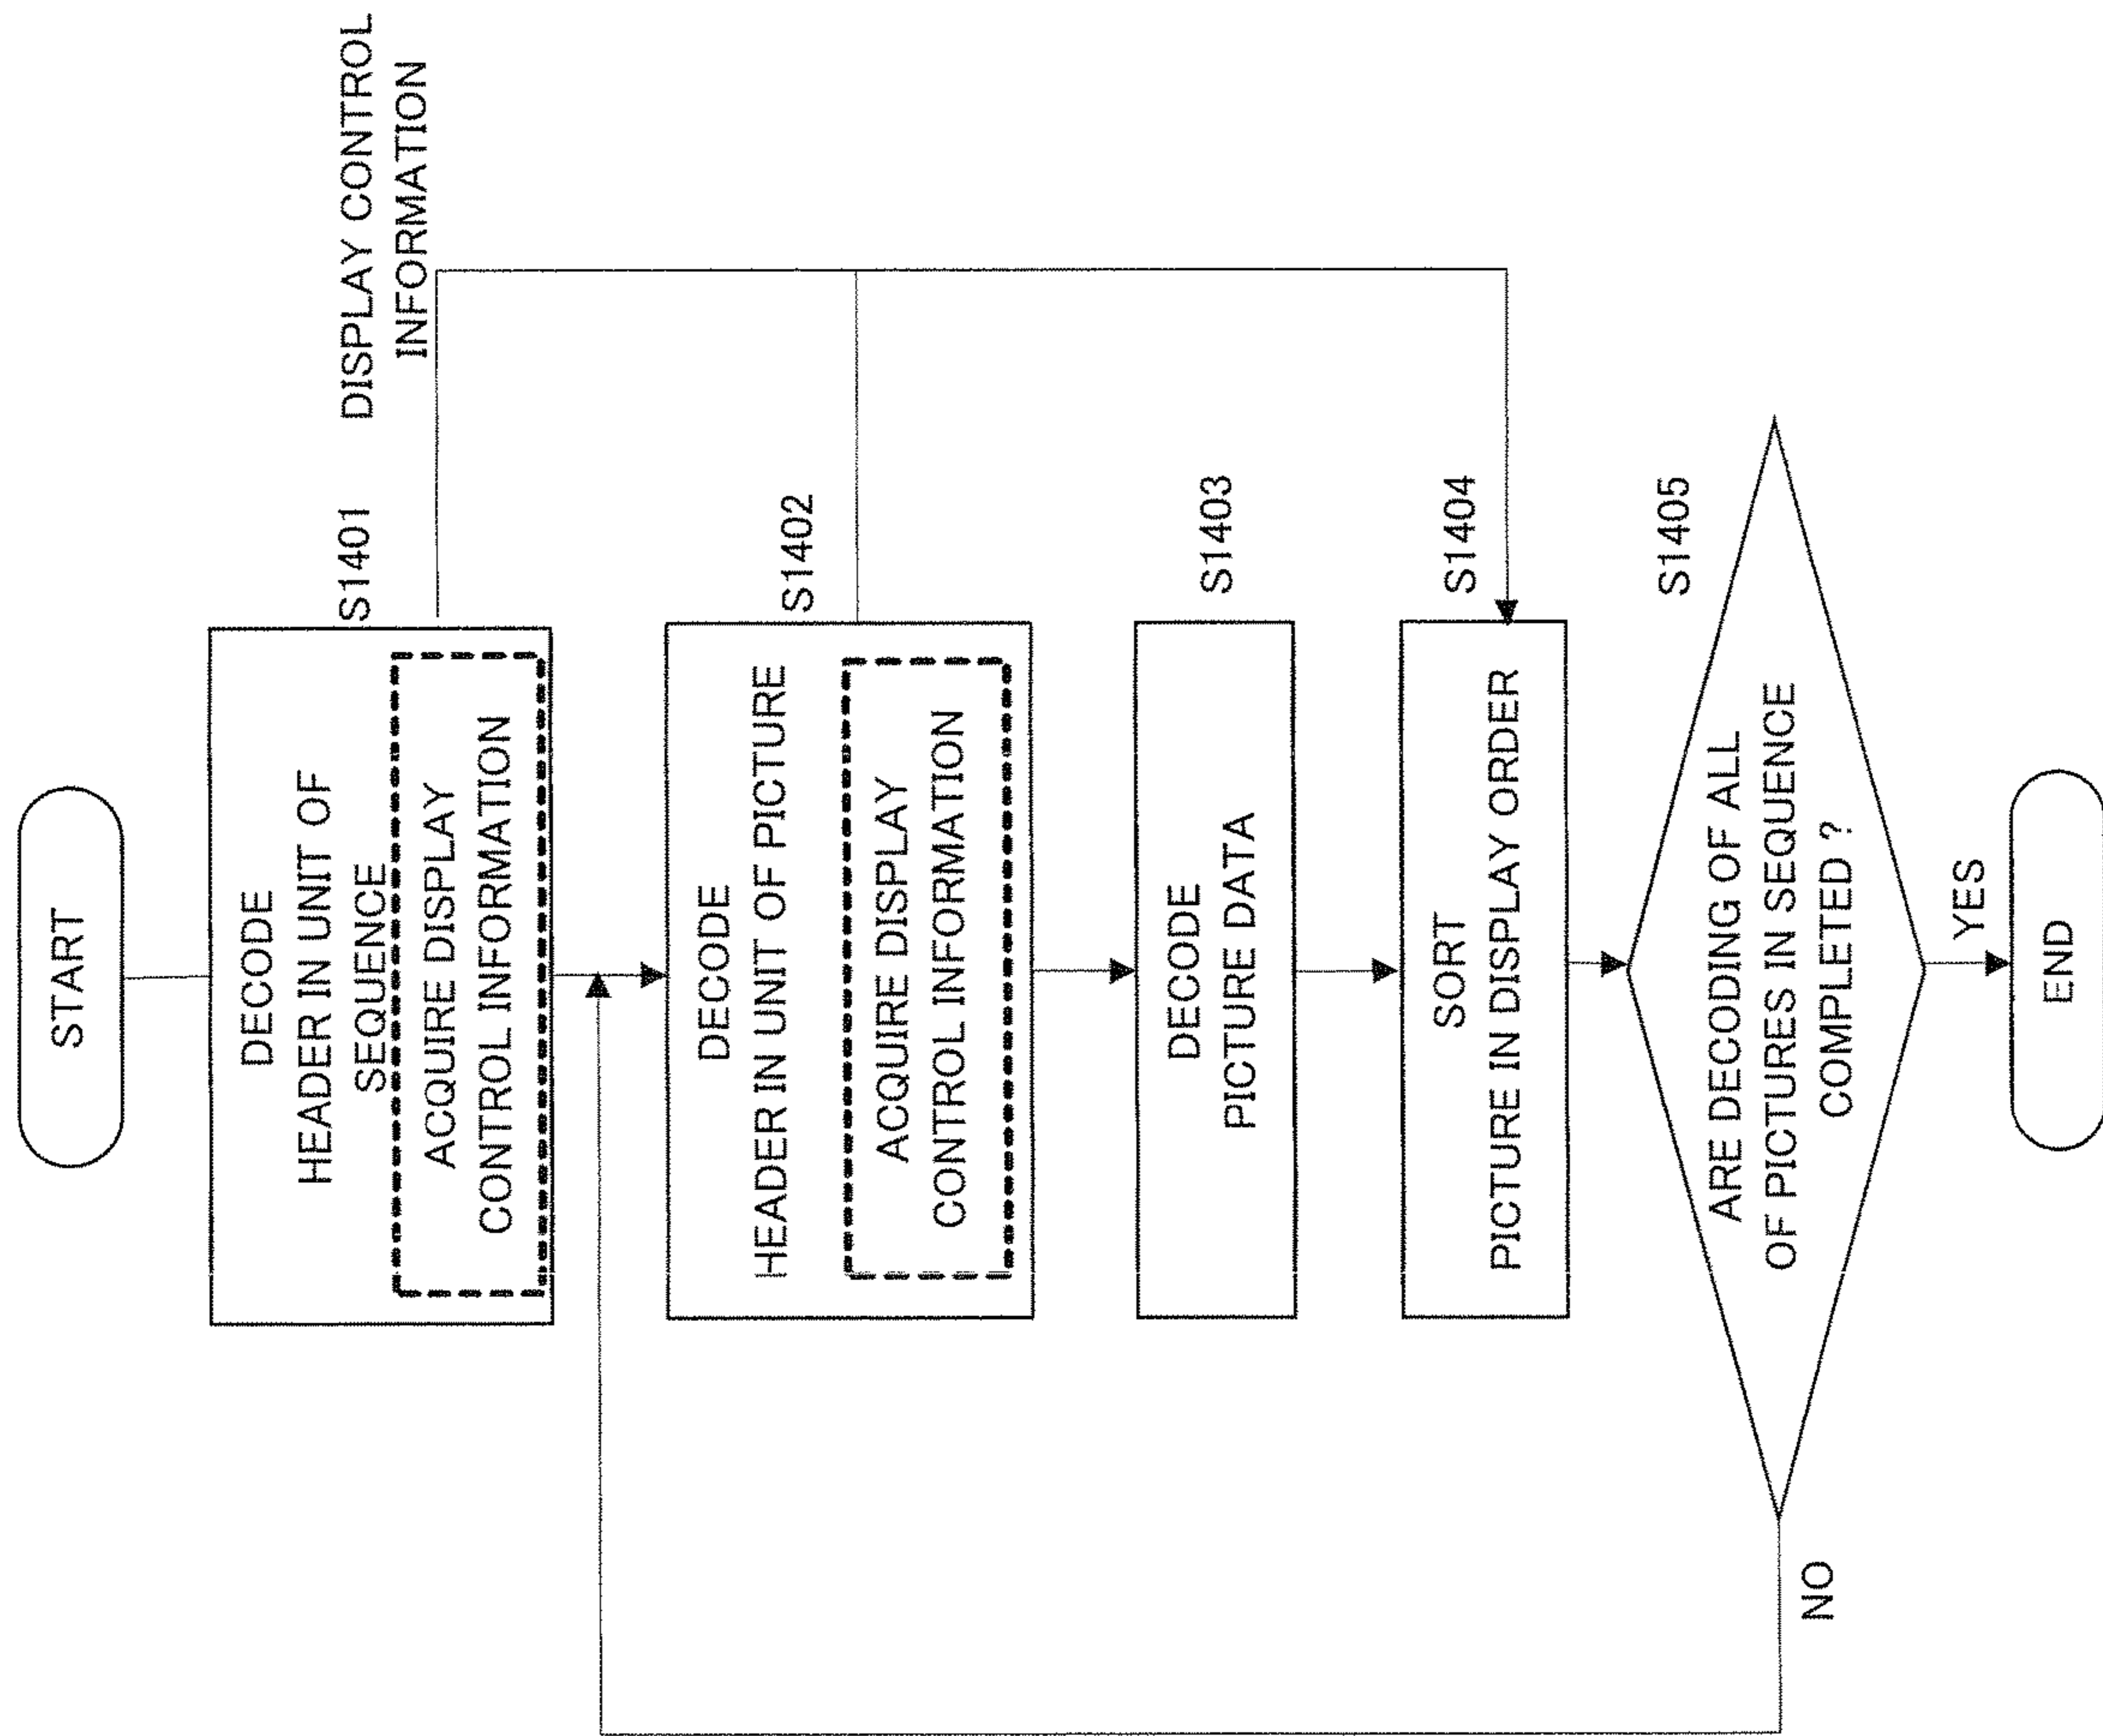 START
DECODE
HEADER IN UNIT OF
SEQUENCE
ACQUIRE DISPLAY
CONTROL INFORMATION
S1401
DISPLAY CONTROL
INFORMATION
DECODE
HEADER IN UNIT OF PICTURE
ACQUIRE DISPLAY
CONTROL INFORMATION
S1402
DECODE
PICTURE DATA
S1403
SORT
PICTURE IN DISPLAY ORDER
S1404
ARE DECODING OF ALL
OF PICTURES IN SEQUENCE
COMPLETED ?
S1405
NO
YES
END